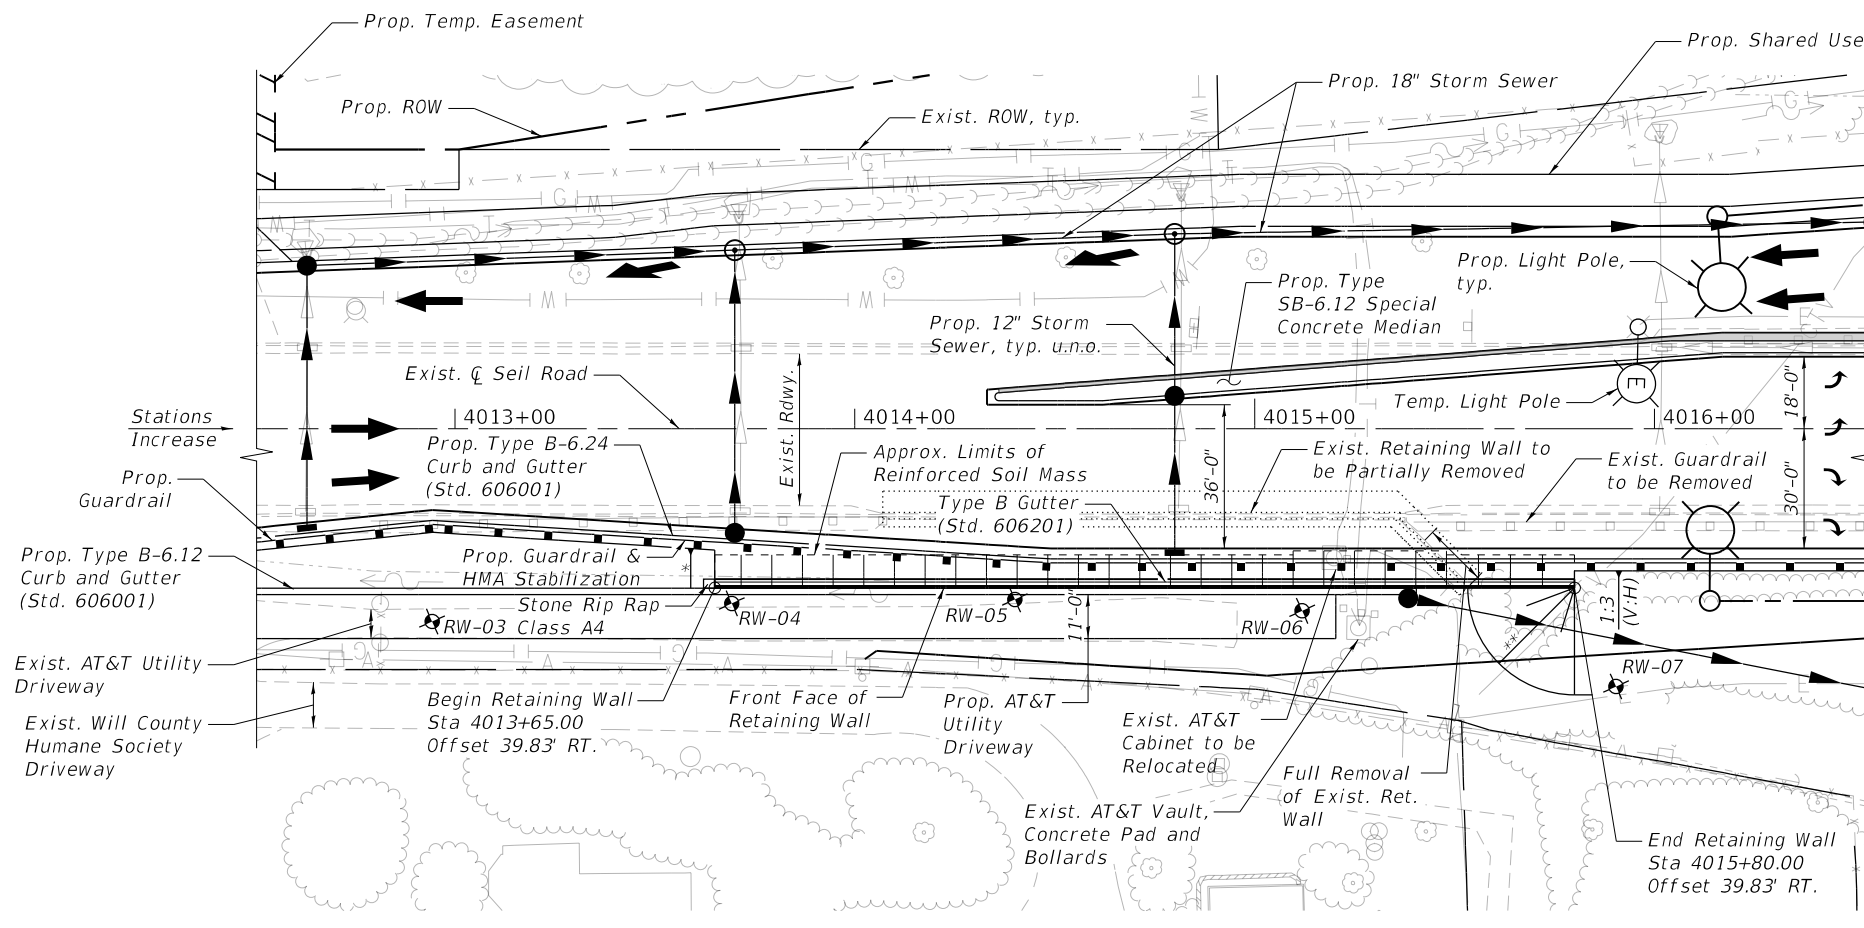 Prop. Temp. Easement
Prop. Shared Use
Prop. 18" Storm Sewer
Prop. ROW
Exist. ROW, typ.
Prop. Light Pole,
typ.
Prop. Type
SB-6.12 Special
Concrete Median
Prop. 12" Storm
Sewer, typ. u.n.o.
Exist. ℄ Seil Road
Exist. Rdwy.
Temp. Light Pole
E
18'-0"
Stations
Increase
4013+00
4014+00
4015+00
4016+00
Prop. Type B-6.24
Curb and Gutter
(Std. 606001)
Approx. Limits of
Reinforced Soil Mass
36'-0"
Exist. Retaining Wall to
be Partially Removed
Exist. Guardrail
to be Removed
30'-0"
Prop.
Guardrail
Type B Gutter
(Std. 606201)
Prop. Type B-6.12
Curb and Gutter
(Std. 606001)
Prop. Guardrail &
HMA Stabilization
*
Stone Rip Rap
Class A4
RW-03
RW-04
RW-05
11'-0"
RW-06
1:3
(V:H)
**
RW-07
Exist. AT&T Utility
Driveway
Exist. Will County
Humane Society
Driveway
Begin Retaining Wall
Sta 4013+65.00
Offset 39.83' RT.
Front Face of
Retaining Wall
Prop. AT&T
Utility
Driveway
Exist. AT&T
Cabinet to be
Relocated
Exist. AT&T Vault,
Concrete Pad and
Bollards
Full Removal
of Exist. Ret.
Wall
End Retaining Wall
Sta 4015+80.00
Offset 39.83' RT.